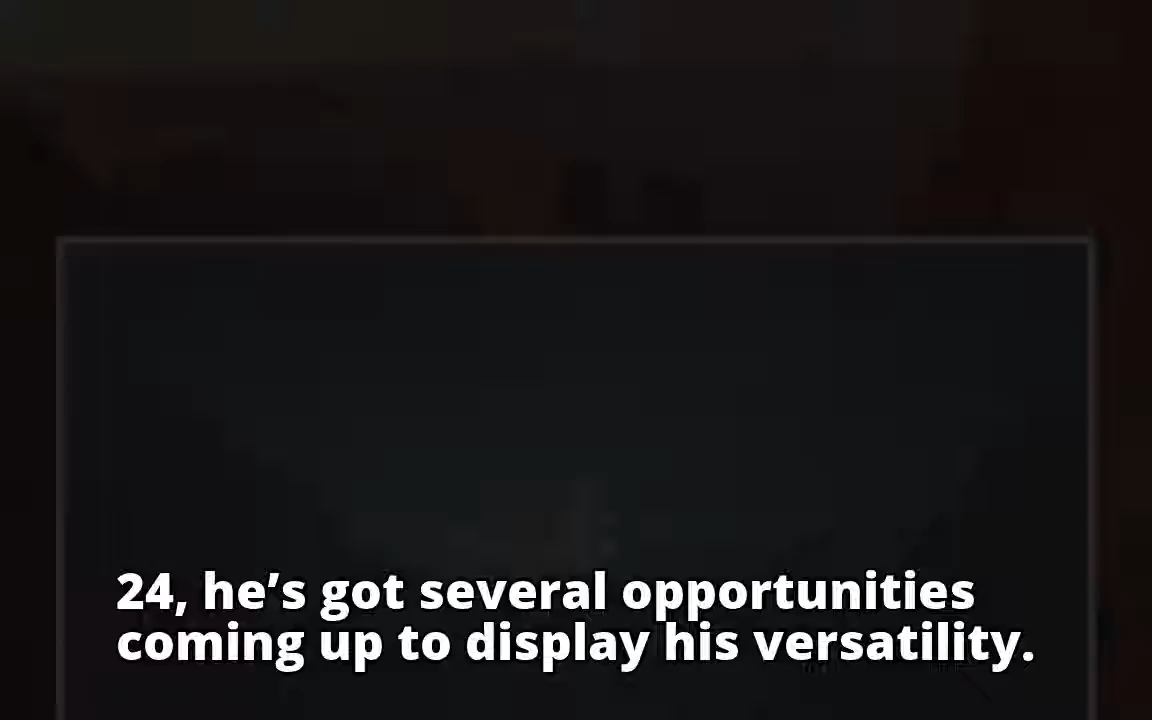 24, he’s got several opportunities
coming up to display his versatility.